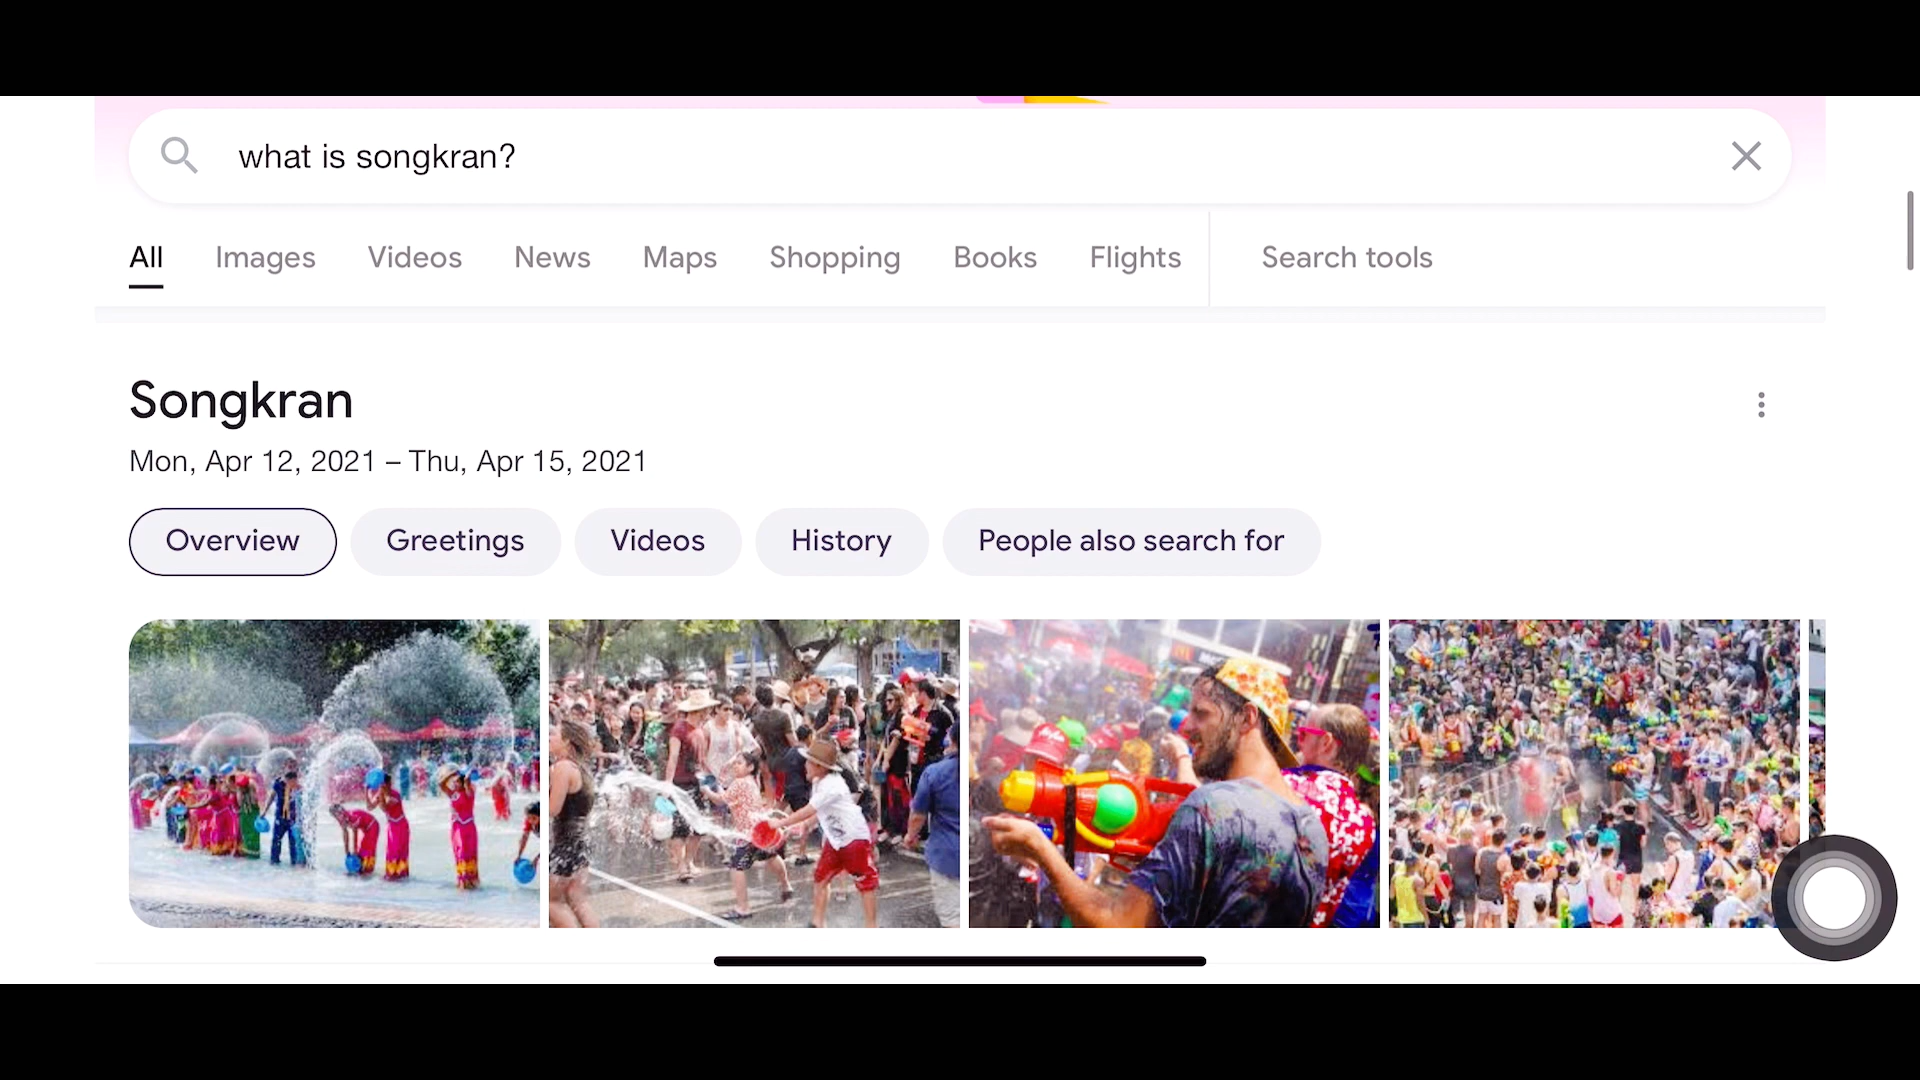 what is songkran?
All Images Videos News Maps Shopping Books Flights Search tools
Songkran
Mon, Apr 12, 2021 – Thu, Apr 15, 2021
Overview Greetings Videos History People also search for